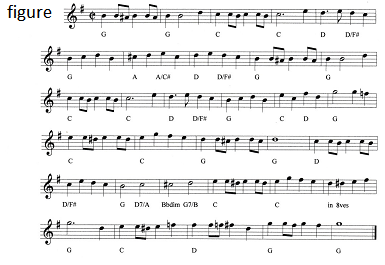 figure
G G C C D D/F#
G A A/C# D D/F# G G
C C D D/F# G C D G
C C G G D
D/F# G D7/A Bbdim G7/B C C in 8ves
G C D G C D G